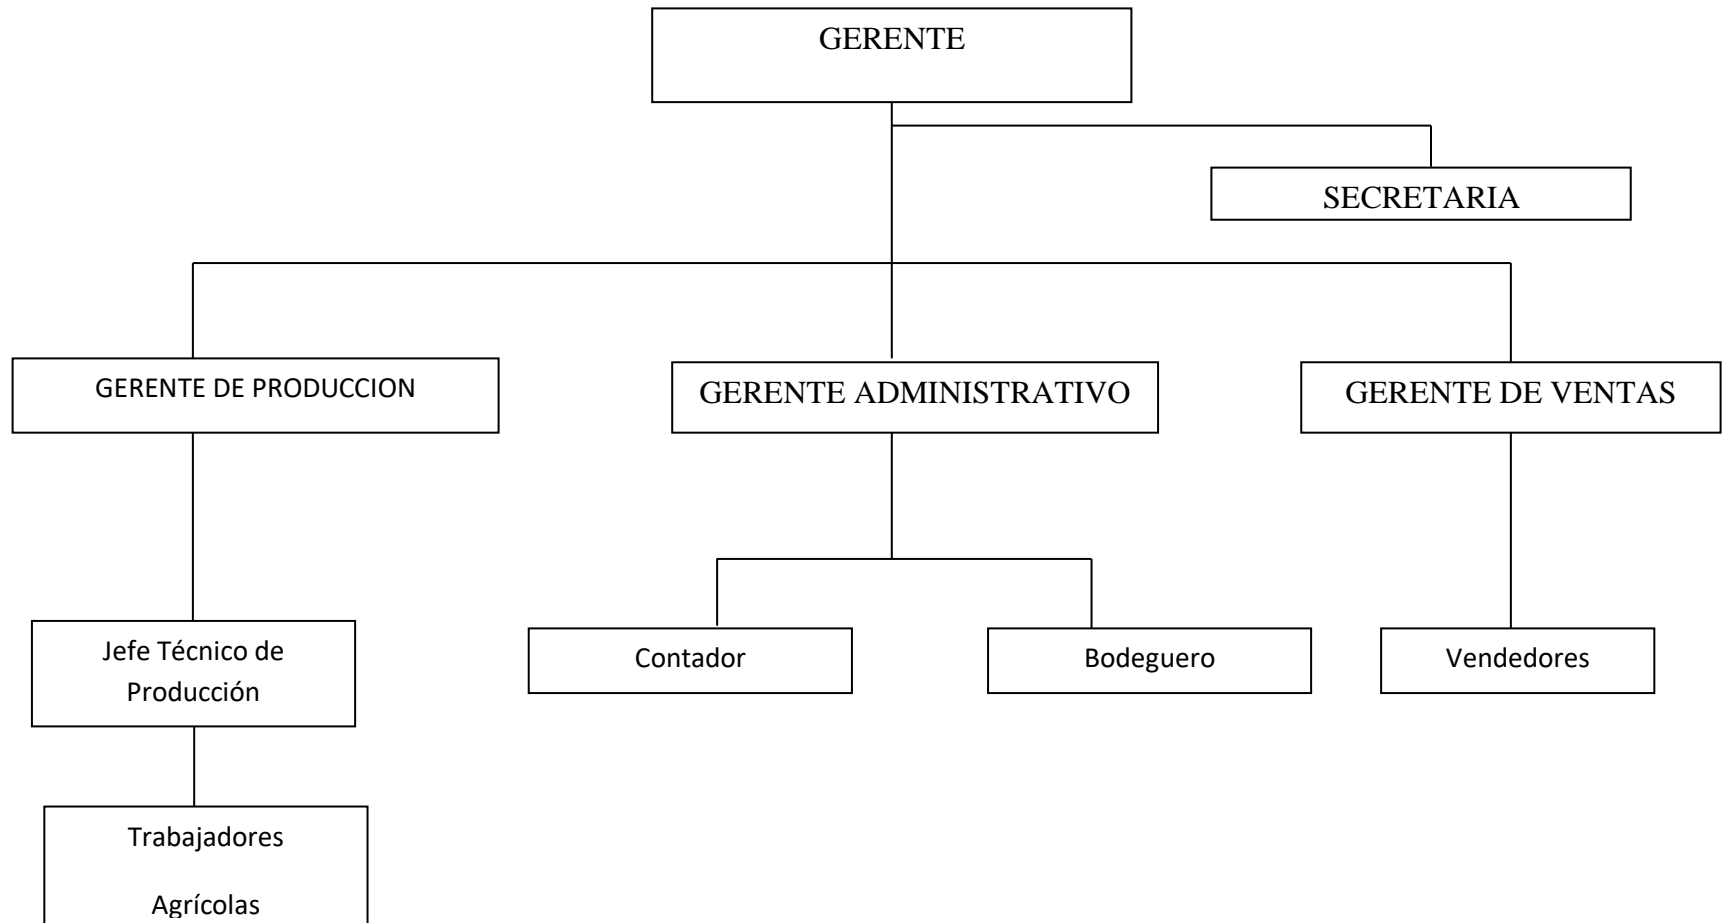 GERENTE
SECRETARIA
GERENTE DE PRODUCCION
GERENTE ADMINISTRATIVO
GERENTE DE VENTAS
Jefe Técnico de
Producción
Contador
Bodeguero
Vendedores
Trabajadores
Agrícolas